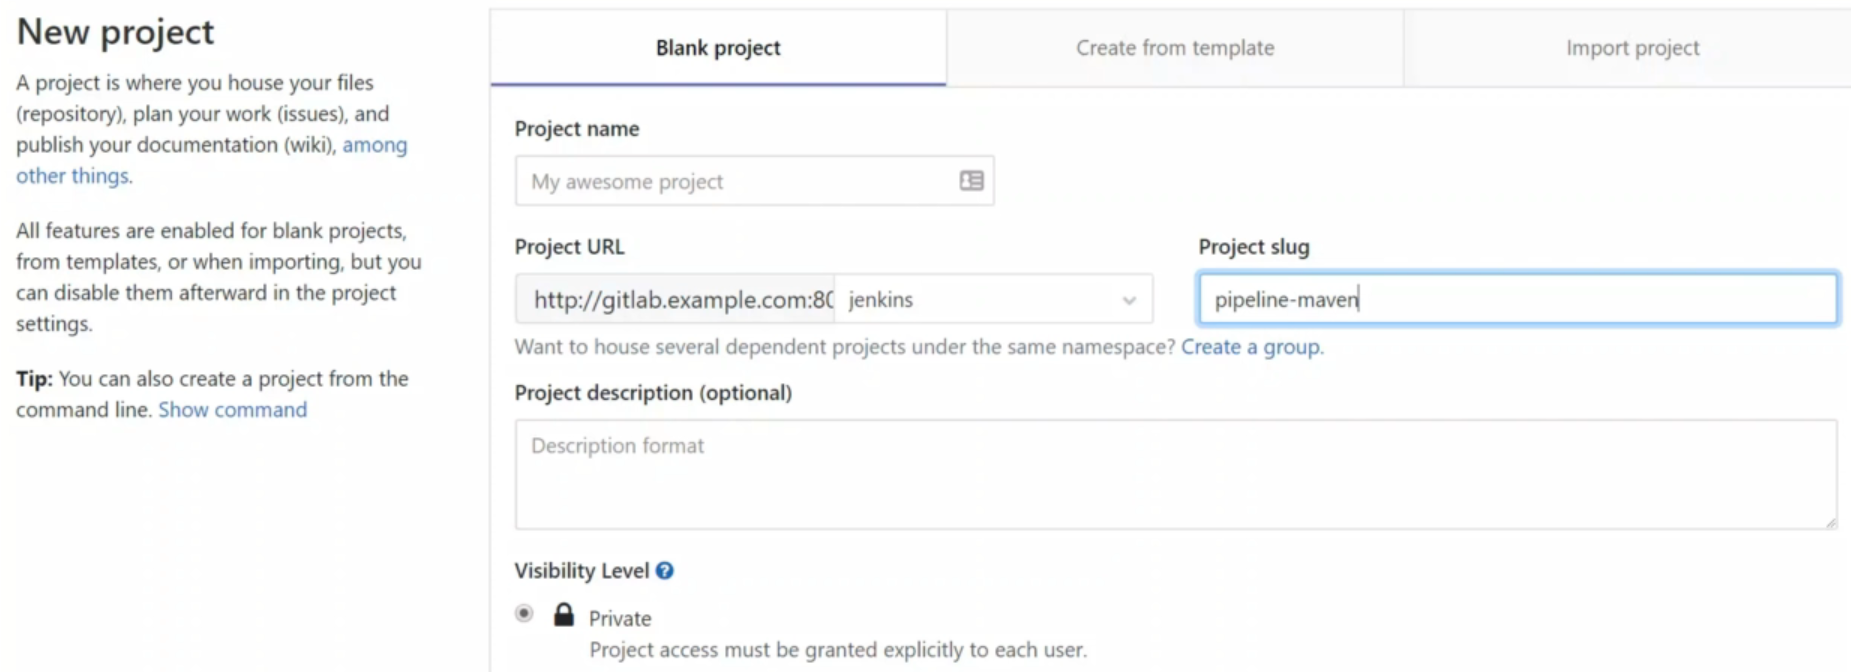 New project
A project is where you house your files
(repository), plan your work (issues), and
publish your documentation (wiki), among
other things.
All features are enabled for blank projects,
from templates, or when importing, but you
can disable them afterward in the project
settings.
Tip: You can also create a project from the
command line. Show command
Blank project
Create from template
Import project
Project name
My awesome project
Project URL
Project slug
http://gitlab.example.com:80
jenkins
pipeline-maven
Want to house several dependent projects under the same namespace? Create a group.
Project description (optional)
Description format
Visibility Level ?
Private
Project access must be granted explicitly to each user.